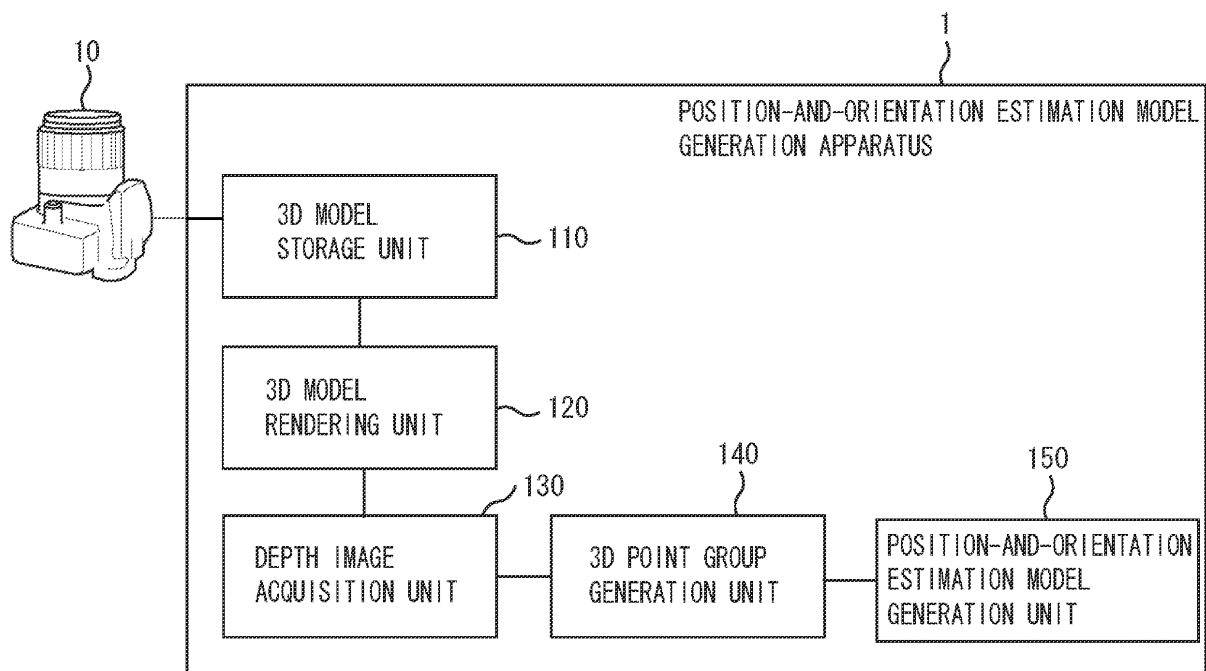 1
10
POSITION-AND-ORIENTATION ESTIMATION MODEL
GENERATION APPARATUS
3D MODEL
STORAGE UNIT
110
3D MODEL
RENDERING UNIT
120
130
140
150
DEPTH IMAGE
ACQUISITION UNIT
3D POINT GROUP
GENERATION UNIT
POSITION-AND-ORIENTATION
ESTIMATION MODEL
GENERATION UNIT